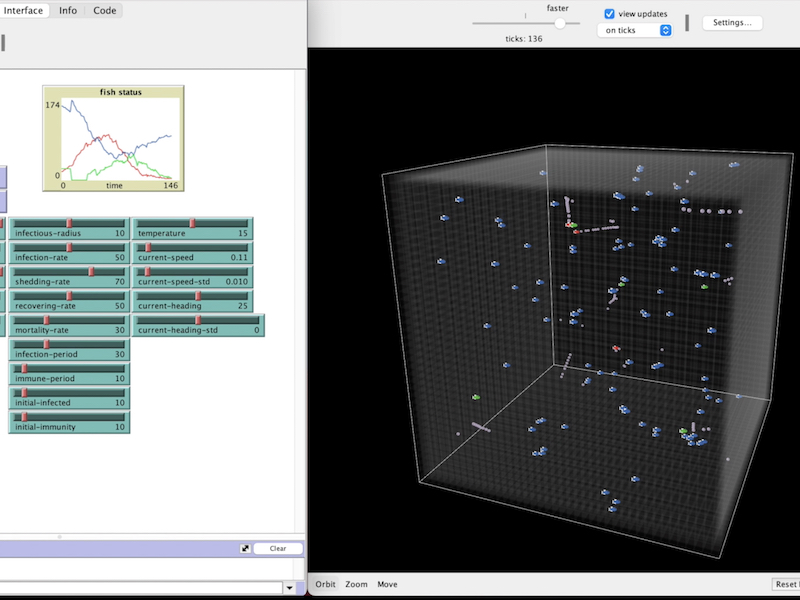 Interface Info Code
faster
view updates
on ticks
Settings...
ticks: 136
fish status
174
0
0 time 146
infectious-radius 10
temperature 15
infection-rate 50
current-speed 0.11
shedding-rate 70
current-speed-std 0.010
recovering-rate 50
current-heading 25
mortality-rate 30
current-heading-std 0
infection-period 30
immune-period 10
initial-infected 10
initial-immunity 10
Clear
Orbit Zoom Move
Reset